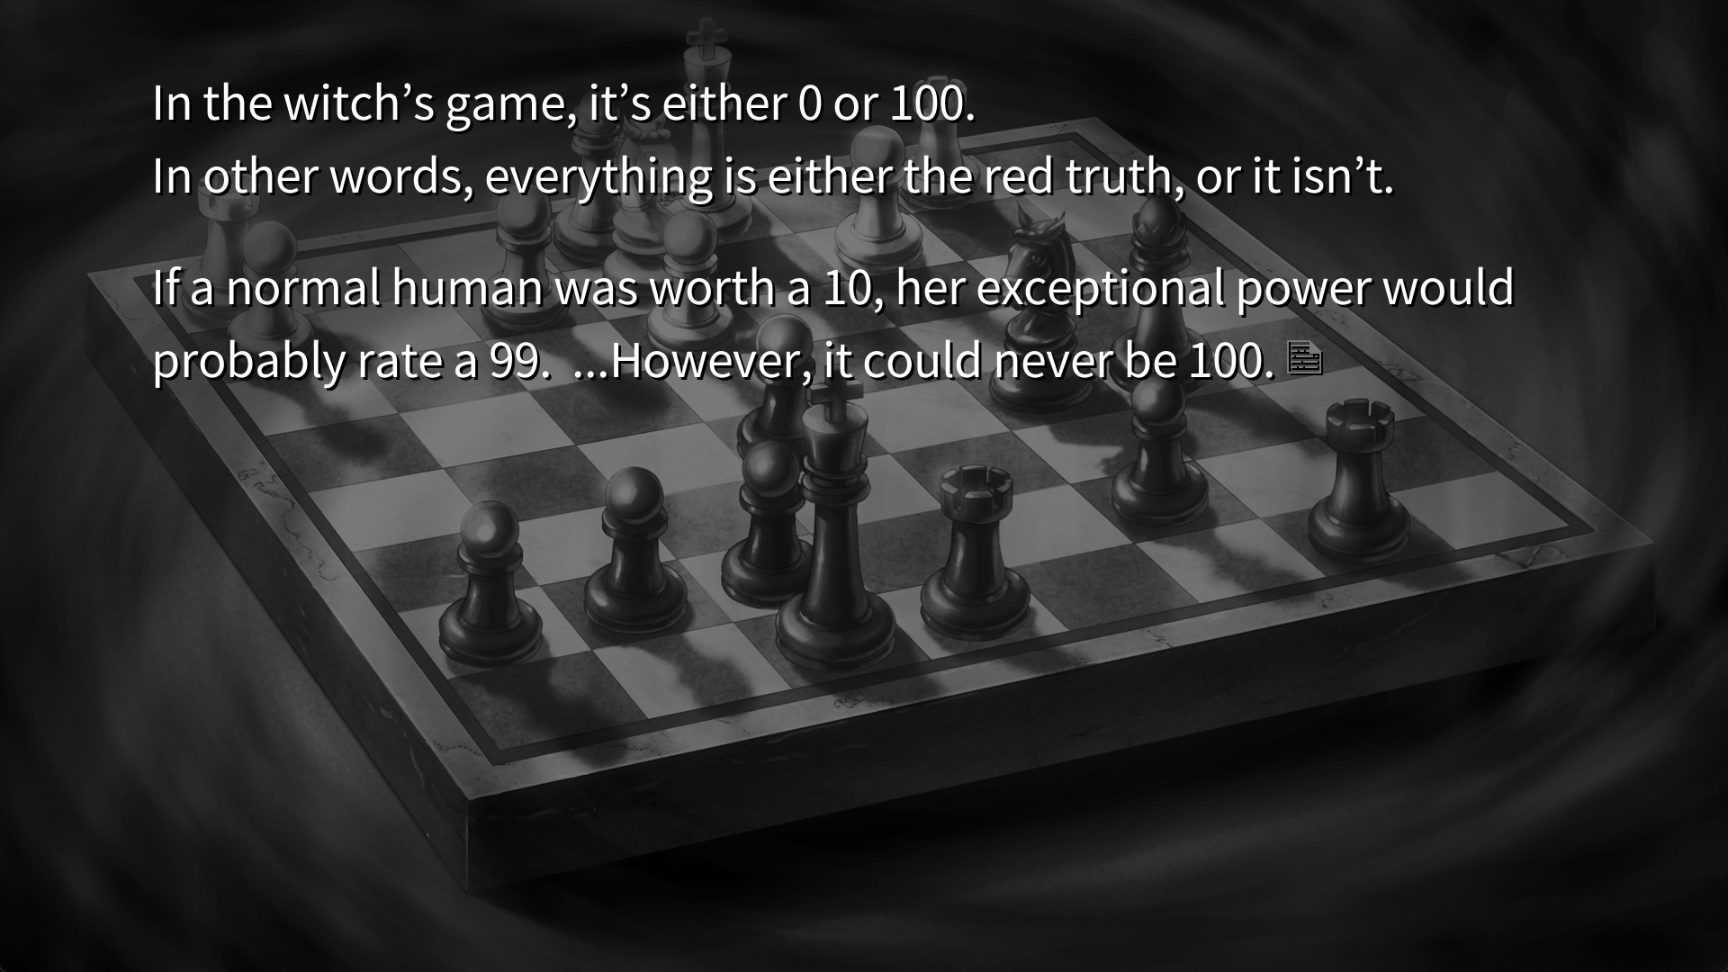 In the witch’s game, it’s either 0 or 100.
In other words, everything is either the red truth, or it isn’t.
If a normal human was worth a 10, her exceptional power would
probably rate a 99.  ...However, it could never be 100.